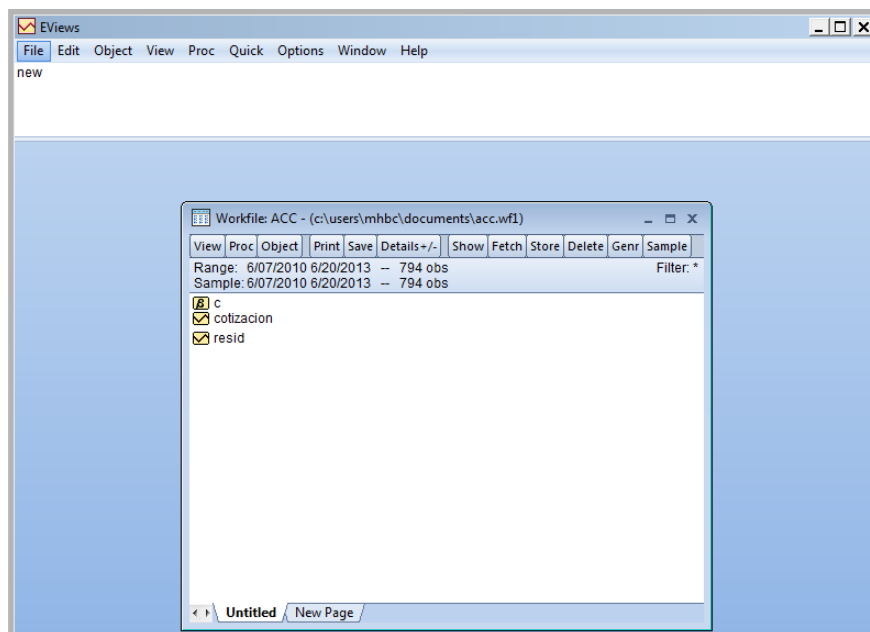 EViews
File Edit Object View Proc Quick Options Window Help
new
Workfile: ACC - (c:\users\mhbc\documents\acc.wf1)
View Proc Object Print Save Details+/- Show Fetch Store Delete Genr Sample
Range: 6/07/2010 6/20/2013 -- 794 obs Filter: *
Sample: 6/07/2010 6/20/2013 -- 794 obs
β c
cotizacion
resid
Untitled New Page